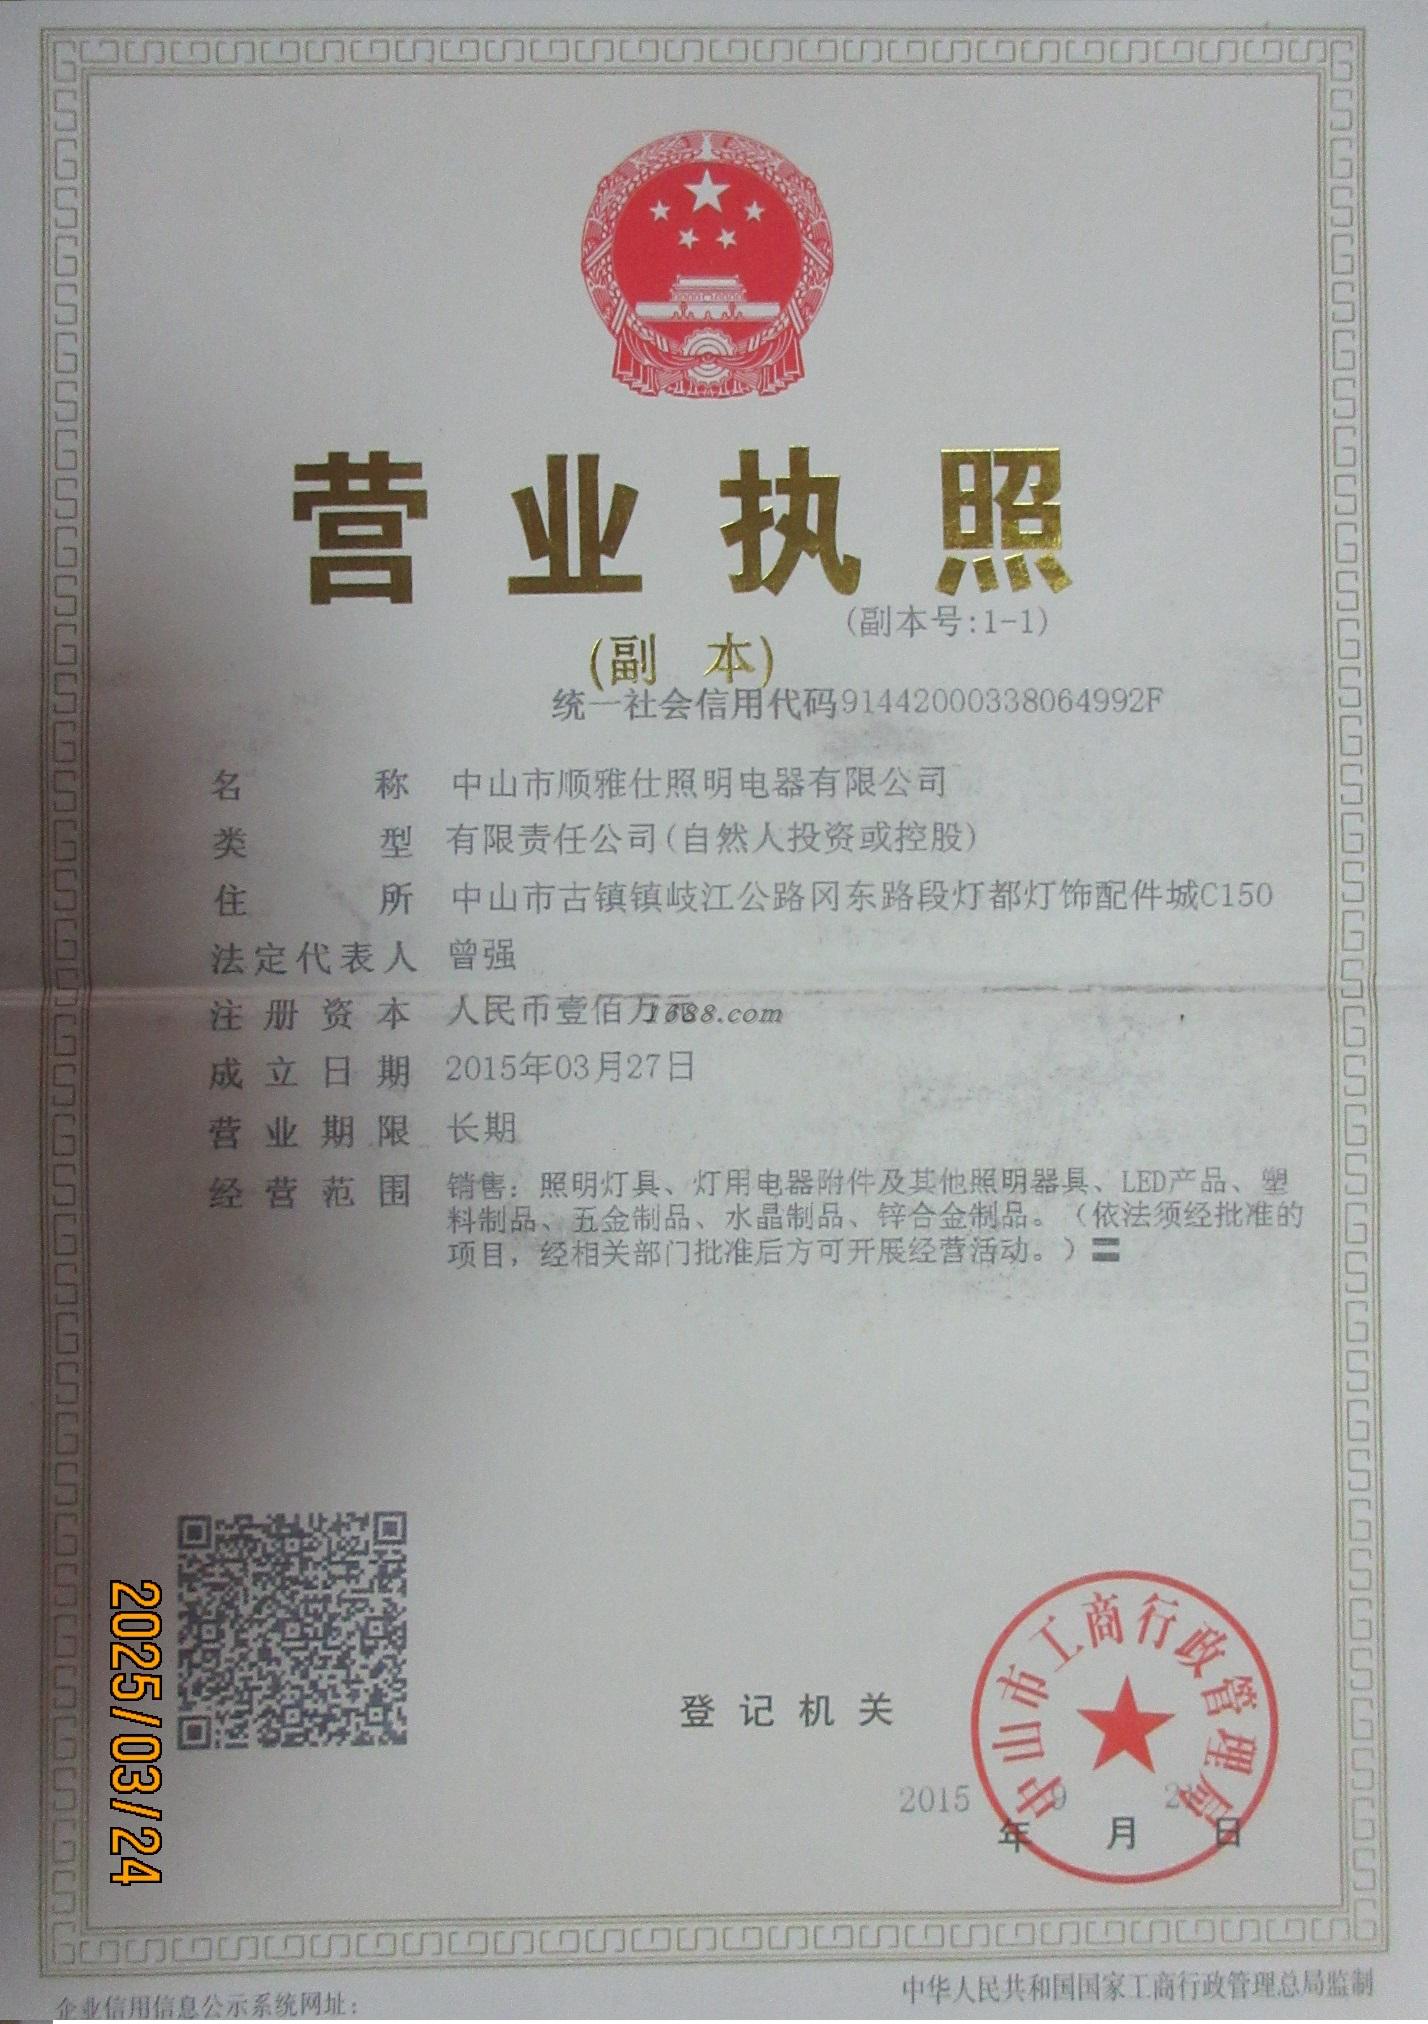 营业执照
(副本号:1-1)
(副 本)
统一社会信用代码91442000338064992F
名称 中山市顺雅仕照明电器有限公司
类型 有限责任公司(自然人投资或控股)
住所 中山市古镇镇岐江公路冈东路段灯都灯饰配件城C150
法定代表人 曾强
注册资本 人民币壹佰万元
1688.com
成立日期 2015年03月27日
营业期限 长期
经营范围 销售：照明灯具、灯用电器附件及其他照明器具、LED产品、塑
料制品、五金制品、水晶制品、锌合金制品。（依法须经批准的
项目，经相关部门批准后方可开展经营活动。）〓
中山市工商行政管理局
登记机关
2015 9
年 月 日
2025/03/24
企业信用信息公示系统网址：
中华人民共和国国家工商行政管理总局监制